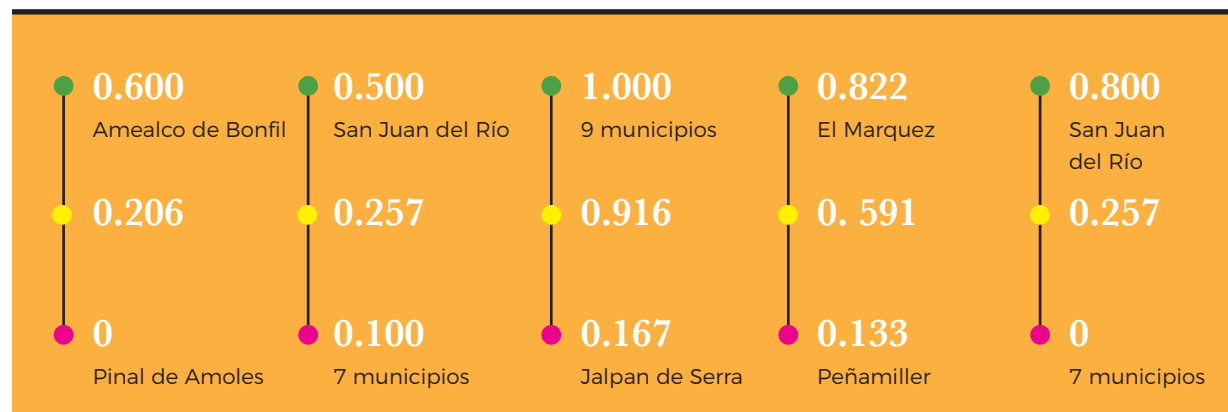 0.600
Amealco de Bonfil
0.206
0
Pinal de Amoles
0.500
San Juan del Río
0.257
0.100
7 municipios
1.000
9 municipios
0.916
0.167
Jalpan de Serra
0.822
El Marquez
0. 591
0.133
Peñamiller
0.800
San Juan
del Río
0.257
0
7 municipios